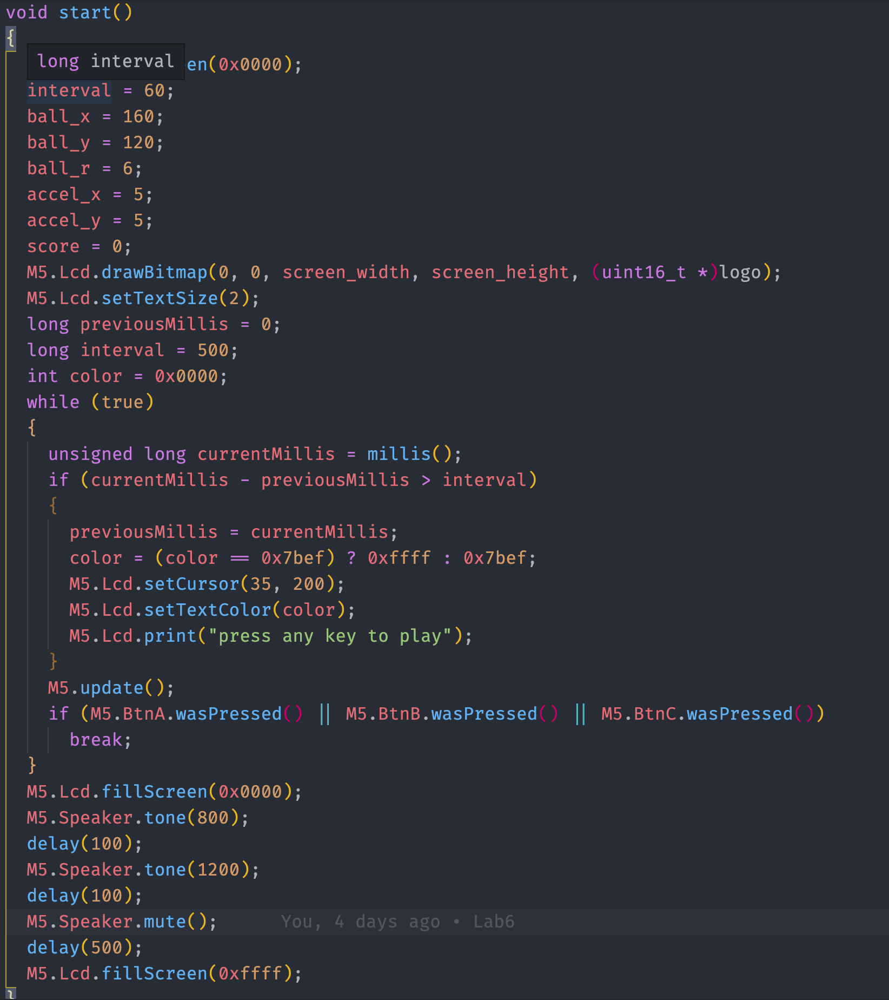 void start()
{
long interval en(0x0000);
interval = 60;
ball_x = 160;
ball_y = 120;
ball_r = 6;
accel_x = 5;
accel_y = 5;
score = 0;
M5.Lcd.drawBitmap(0, 0, screen_width, screen_height, (uint16_t *)logo);
M5.Lcd.setTextSize(2);
long previousMillis = 0;
long interval = 500;
int color = 0x0000;
while (true)
{
unsigned long currentMillis = millis();
if (currentMillis - previousMillis > interval)
{
previousMillis = currentMillis;
color = (color == 0x7bef) ? 0xffff : 0x7bef;
M5.Lcd.setCursor(35, 200);
M5.Lcd.setTextColor(color);
M5.Lcd.print("press any key to play");
}
M5.update();
if (M5.BtnA.wasPressed() || M5.BtnB.wasPressed() || M5.BtnC.wasPressed())
break;
}
M5.Lcd.fillScreen(0x0000);
M5.Speaker.tone(800);
delay(100);
M5.Speaker.tone(1200);
delay(100);
M5.Speaker.mute(); You, 4 days ago • Lab6
delay(500);
M5.Lcd.fillScreen(0xffff);
}